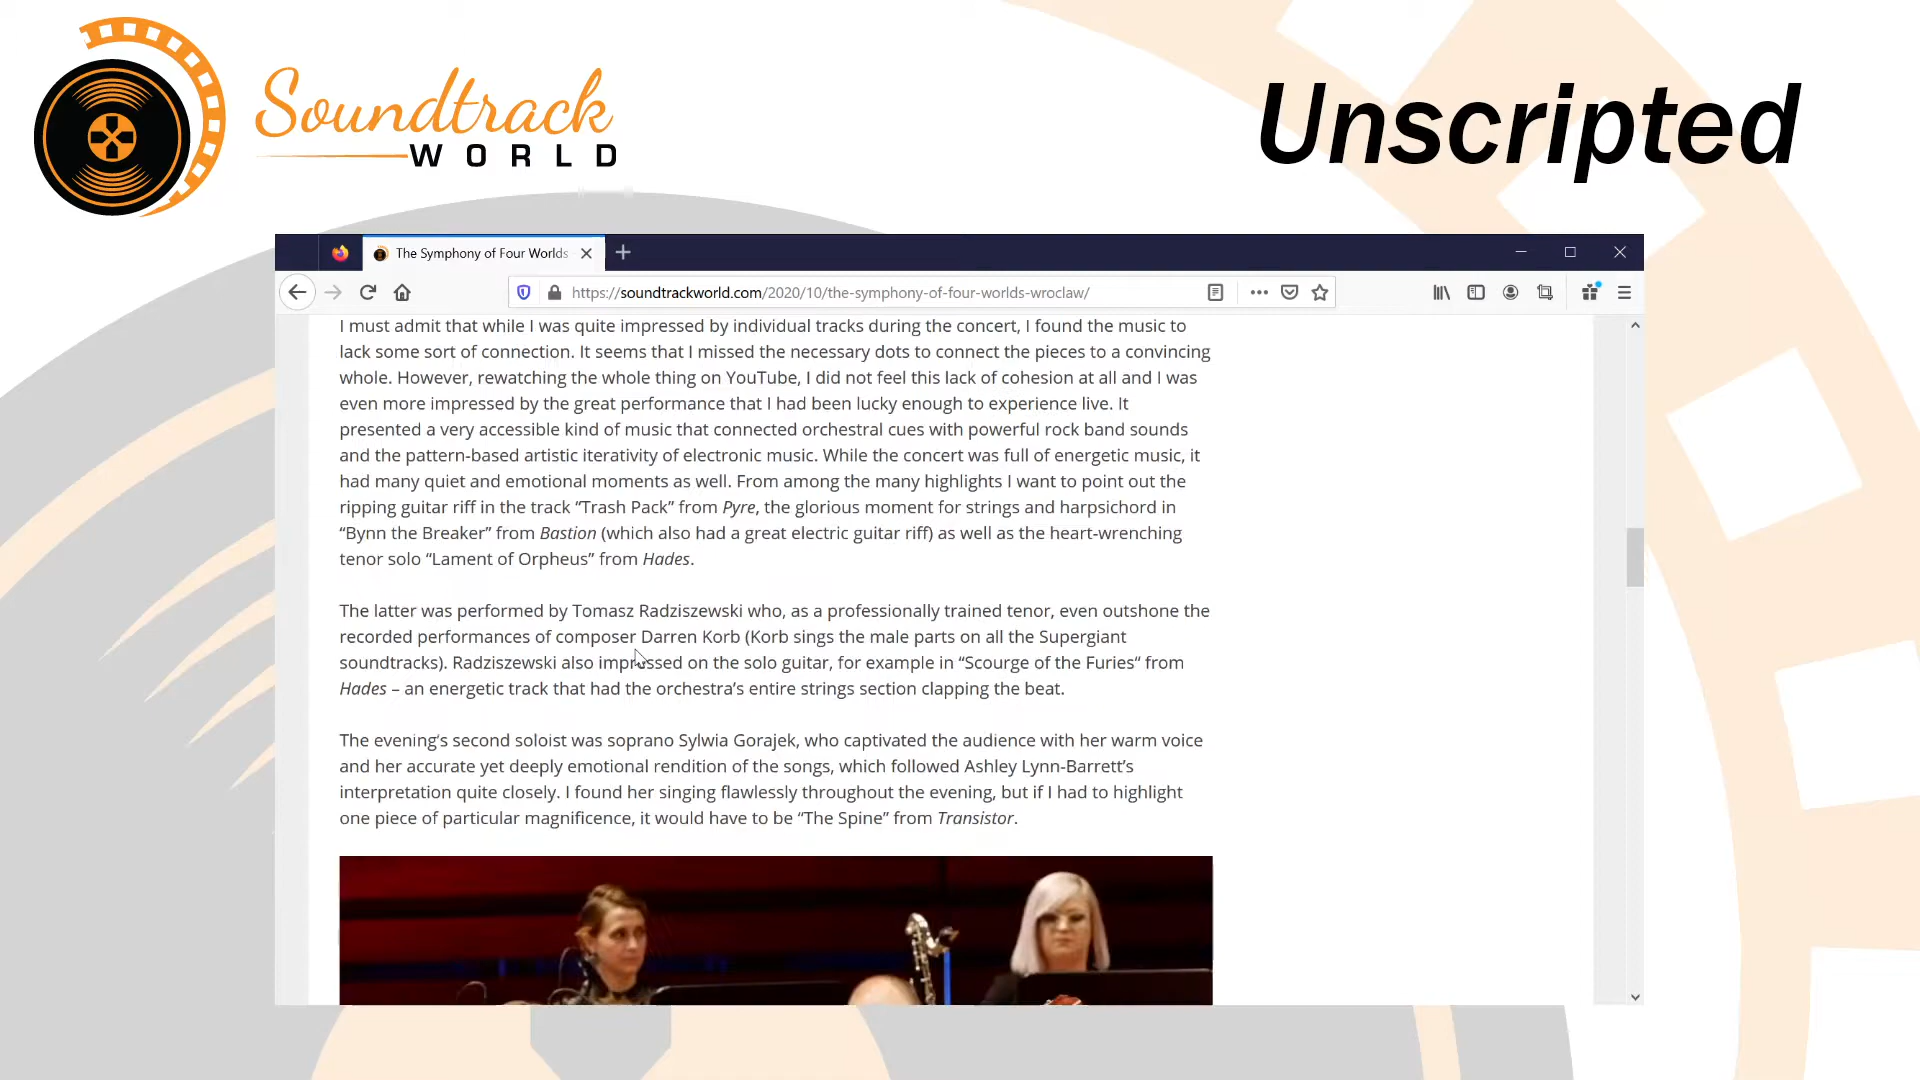 Soundtrack
WORLD
Unscripted
The Symphony of Four Worlds
https://soundtrackworld.com/2020/10/the-symphony-of-four-worlds-wroclaw/
I must admit that while I was quite impressed by individual tracks during the concert, I found the music to
lack some sort of connection. It seems that I missed the necessary dots to connect the pieces to a convincing
whole. However, rewatching the whole thing on YouTube, I did not feel this lack of cohesion at all and I was
even more impressed by the great performance that I had been lucky enough to experience live. It
presented a very accessible kind of music that connected orchestral cues with powerful rock band sounds
and the pattern-based artistic iterativity of electronic music. While the concert was full of energetic music, it
had many quiet and emotional moments as well. From among the many highlights I want to point out the
ripping guitar riff in the track “Trash Pack” from Pyre, the glorious moment for strings and harpsichord in
“Bynn the Breaker” from Bastion (which also had a great electric guitar riff) as well as the heart-wrenching
tenor solo “Lament of Orpheus” from Hades.
The latter was performed by Tomasz Radziszewski who, as a professionally trained tenor, even outshone the
recorded performances of composer Darren Korb (Korb sings the male parts on all the Supergiant
soundtracks). Radziszewski also impressed on the solo guitar, for example in “Scourge of the Furies“ from
Hades – an energetic track that had the orchestra’s entire strings section clapping the beat.
The evening’s second soloist was soprano Sylwia Gorajek, who captivated the audience with her warm voice
and her accurate yet deeply emotional rendition of the songs, which followed Ashley Lynn-Barrett’s
interpretation quite closely. I found her singing flawlessly throughout the evening, but if I had to highlight
one piece of particular magnificence, it would have to be “The Spine” from Transistor.